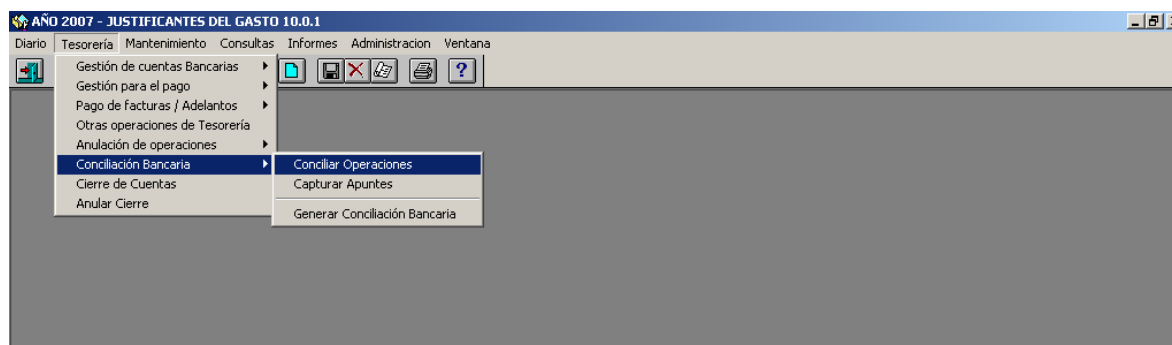 AÑO 2007 - JUSTIFICANTES DEL GASTO 10.0.1
Diario Tesorería Mantenimiento Consultas Informes Administracion Ventana
Gestión de cuentas Bancarias
Gestión para el pago
Pago de facturas / Adelantos
Otras operaciones de Tesorería
Anulación de operaciones
Conciliación Bancaria
Cierre de Cuentas
Anular Cierre
Conciliar Operaciones
Capturar Apuntes
Generar Conciliación Bancaria